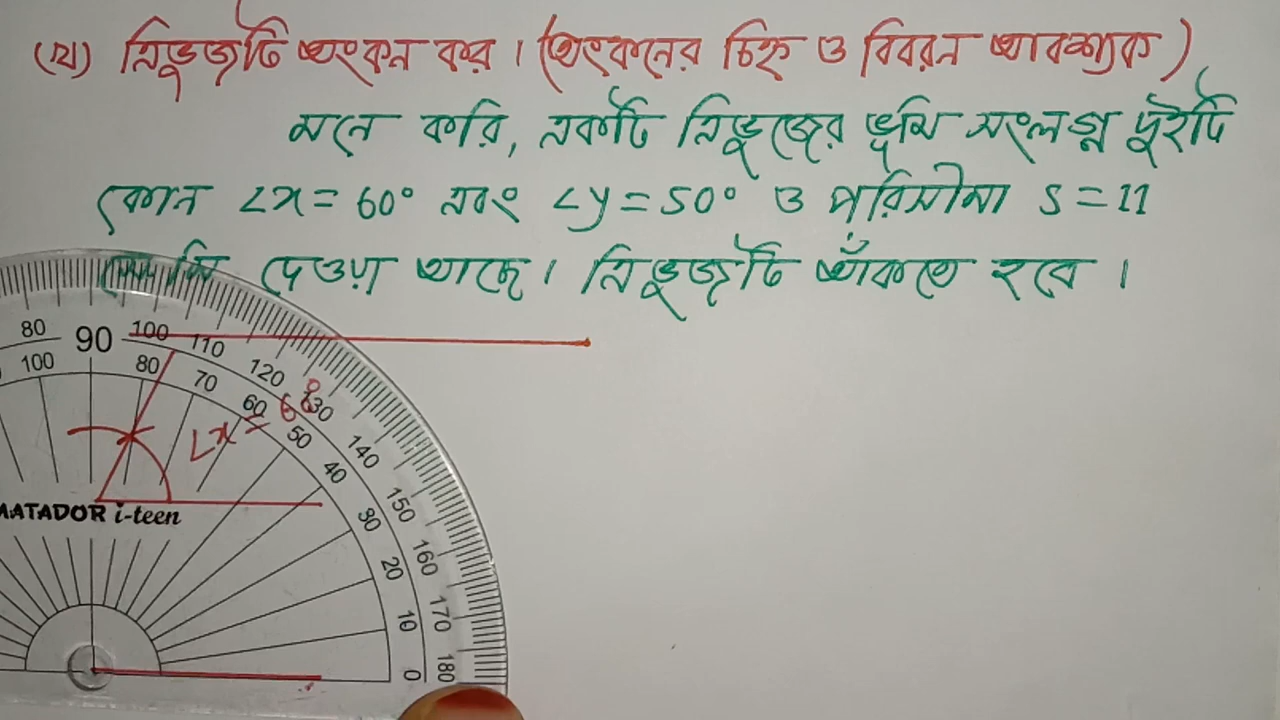 (খ) ত্রিভুজটি অংকন কর। (অংকনের চিহ্ন ও বিবরন আবশ্যক)
মনে করি, একটি ত্রিভুজের ভূমি সংলগ্ন দুইটি
কোন ∠x = 60° এবং ∠y = 50° ও পরিসীমা S = 11
সে মি দেওয়া আছে। ত্রিভুজটি আঁকতে হবে।
80 90 100 110 120 130 140 150 160 170 180
100 80 70 60 50 40 30 20 10 0
∠x = 60°
MATADOR i-teen